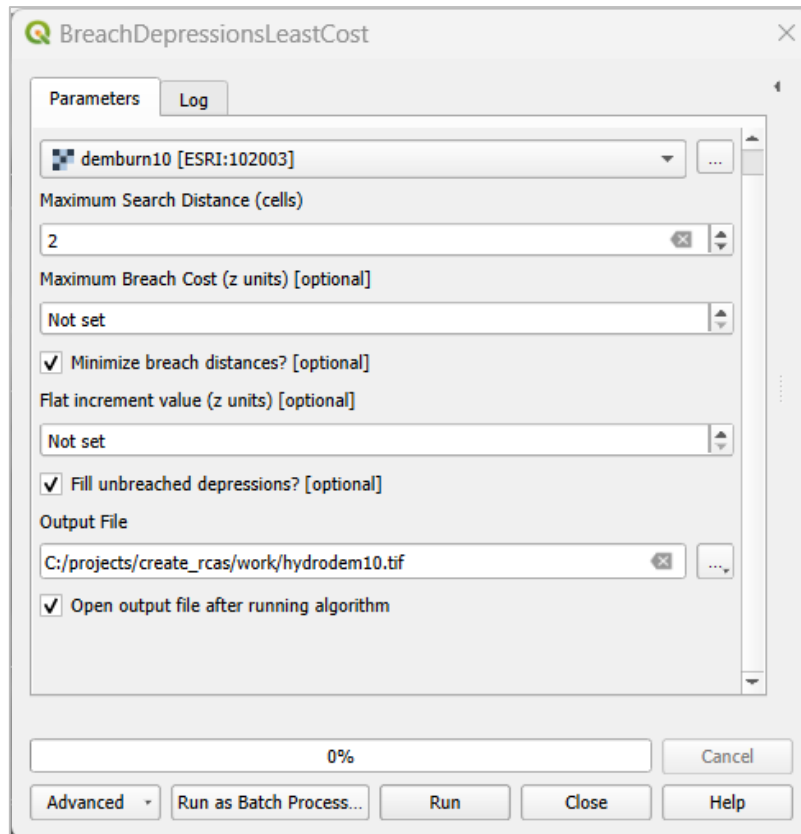 BreachDepressionsLeastCost
Parameters Log
demburn10 [ESRI:102003] ...
Maximum Search Distance (cells)
2
Maximum Breach Cost (z units) [optional]
Not set
Minimize breach distances? [optional]
Flat increment value (z units) [optional]
Not set
Fill unbreached depressions? [optional]
Output File
C:/projects/create_rcas/work/hydrodem10.tif ...
Open output file after running algorithm
0% Cancel
Advanced Run as Batch Process... Run Close Help